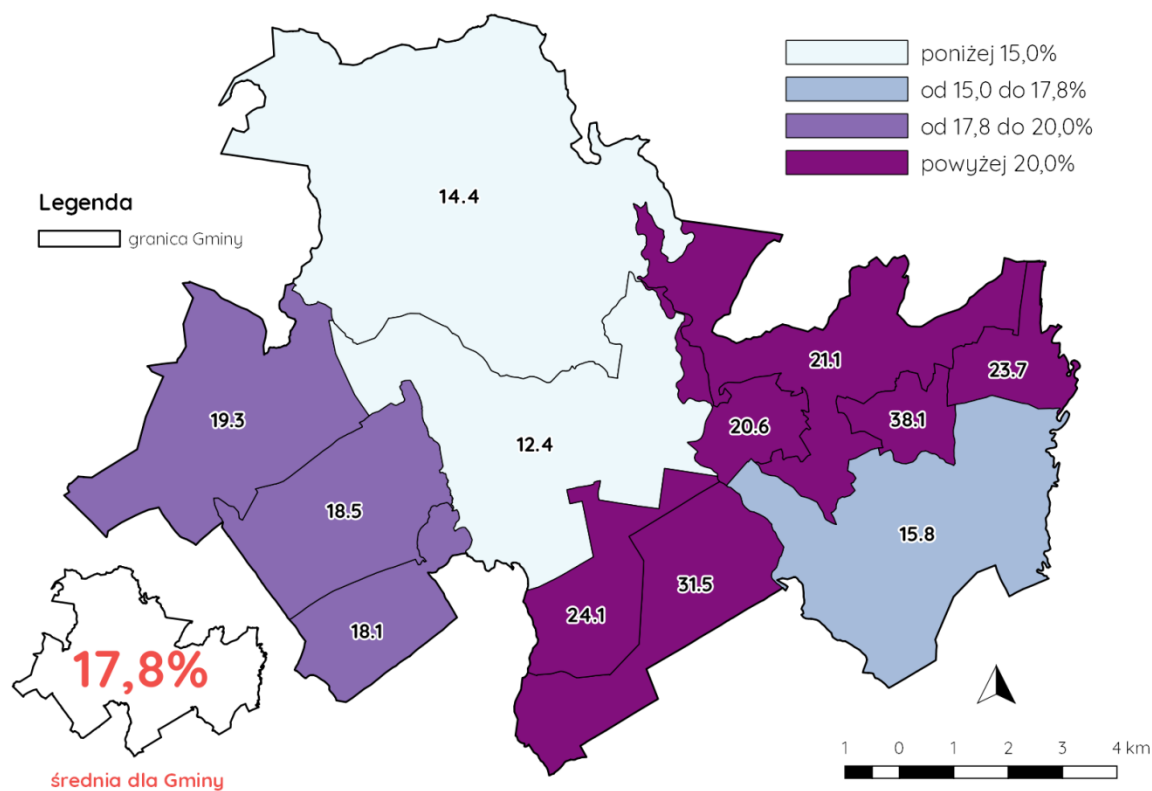 poniżej 15,0%
od 15,0 do 17,8%
od 17,8 do 20,0%
powyżej 20,0%
Legenda
granica Gminy
14.4
21.1
23.7
19.3
20.6
38.1
12.4
18.5
15.8
31.5
24.1
18.1
17,8%
średnia dla Gminy
1 0 1 2 3 4 km